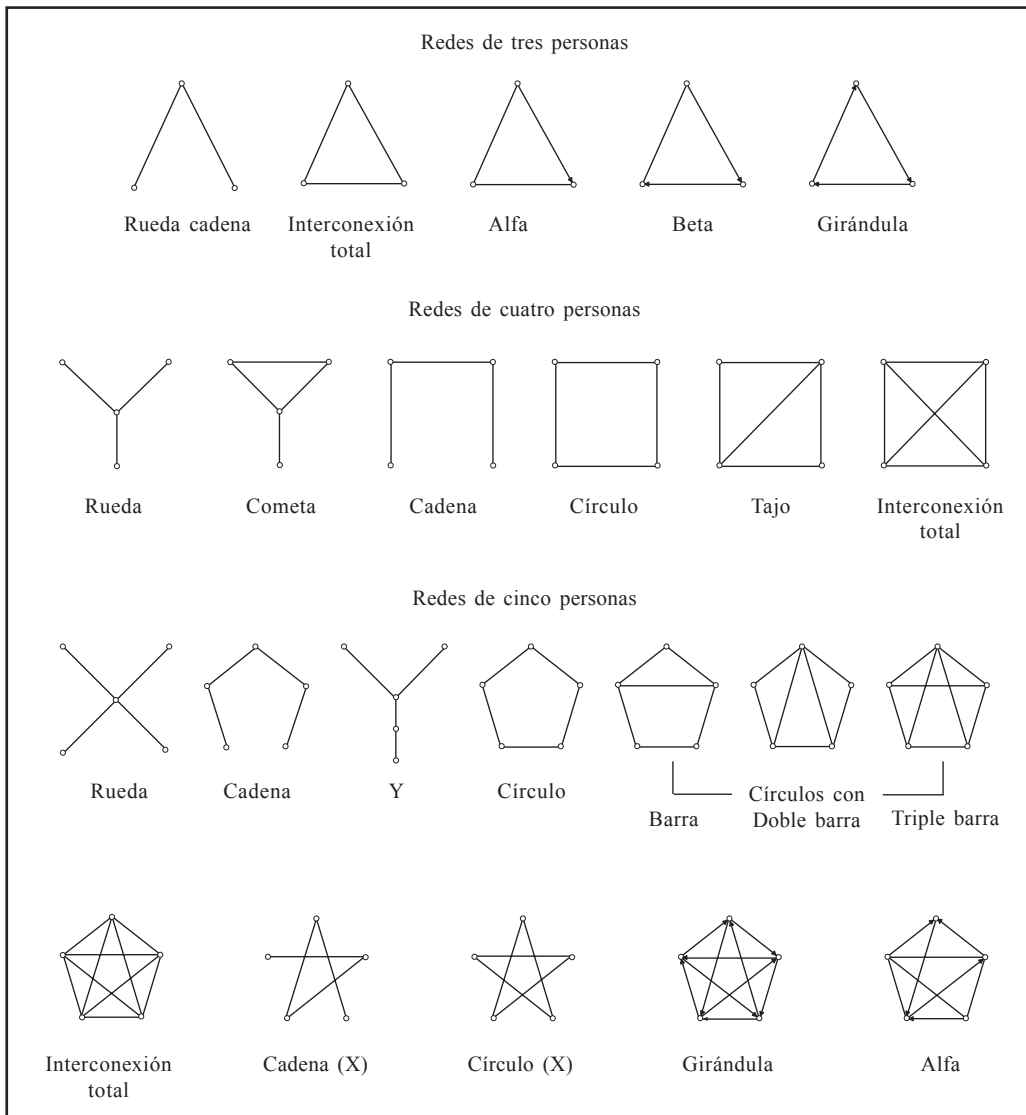 Redes de tres personas
Rueda cadena
Interconexión
total
Alfa
Beta
Girándula
Redes de cuatro personas
Rueda
Cometa
Cadena
Círculo
Tajo
Interconexión
total
Redes de cinco personas
Rueda
Cadena
Y
Círculo
Barra
Círculos con
Doble barra
Triple barra
Interconexión
total
Cadena (X)
Círculo (X)
Girándula
Alfa